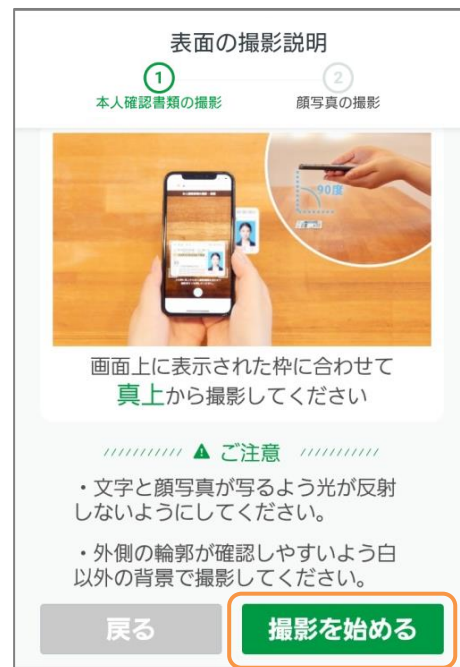 表面の撮影説明
1
2
本人確認書類の撮影
顔写真の撮影
90度
画面上に表示された枠に合わせて
真上から撮影してください
ご注意
・文字と顔写真が写るよう光が反射
しないようにしてください。
・外側の輪郭が確認しやすいよう白
以外の背景で撮影してください。
戻る
撮影を始める